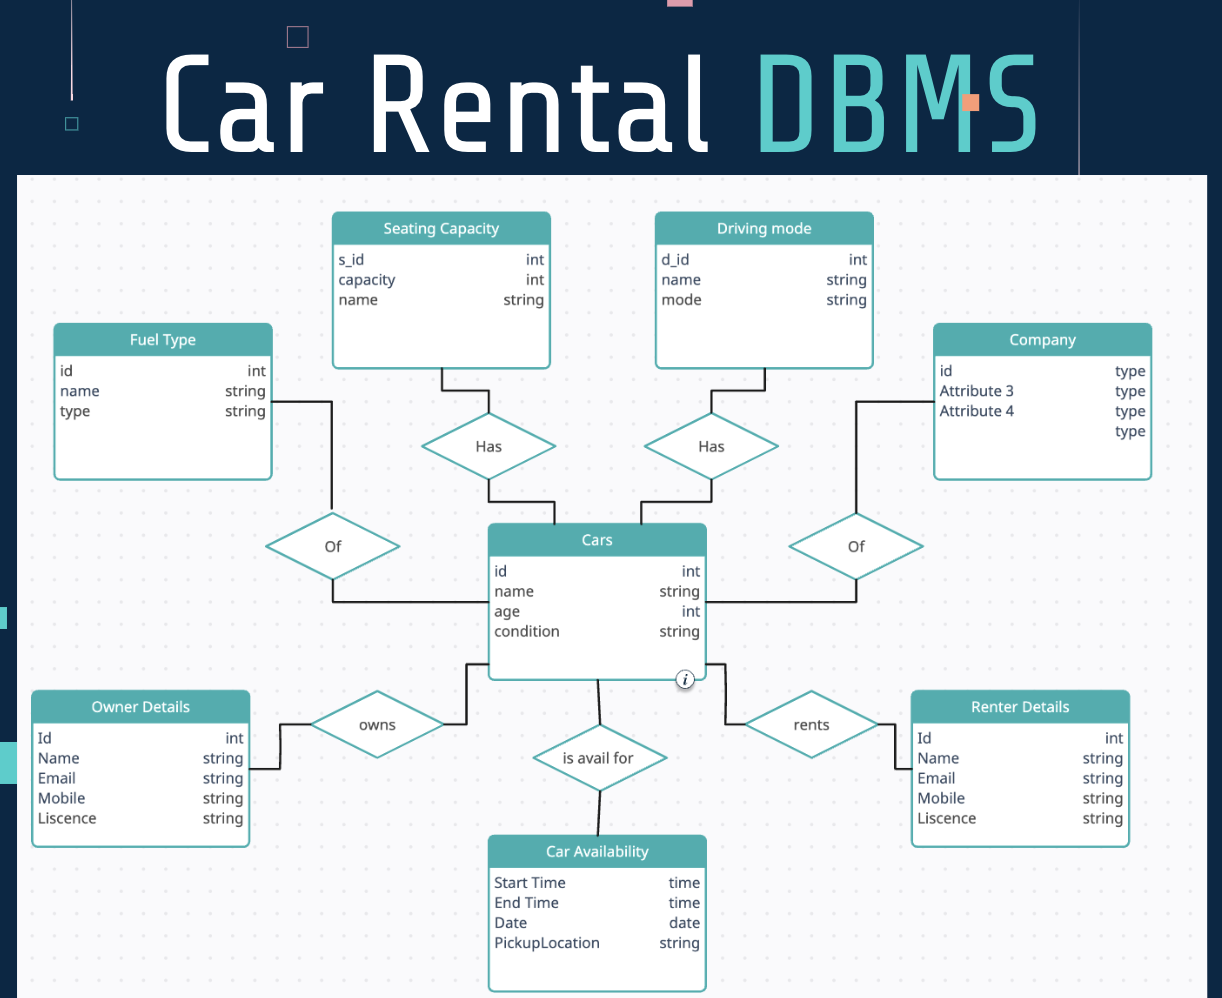 Car Rental DBMS
Seating Capacity
s_id int
capacity int
name string
Driving mode
d_id int
name string
mode string
Fuel Type
id int
name string
type string
Company
id type
Attribute 3 type
Attribute 4 type
type
Has
Has
Of
Of
Cars
id int
name string
age int
condition string
i
Owner Details
Id int
Name string
Email string
Mobile string
Liscence string
owns
is avail for
rents
Renter Details
Id int
Name string
Email string
Mobile string
Liscence string
Car Availability
Start Time time
End Time time
Date date
PickupLocation string